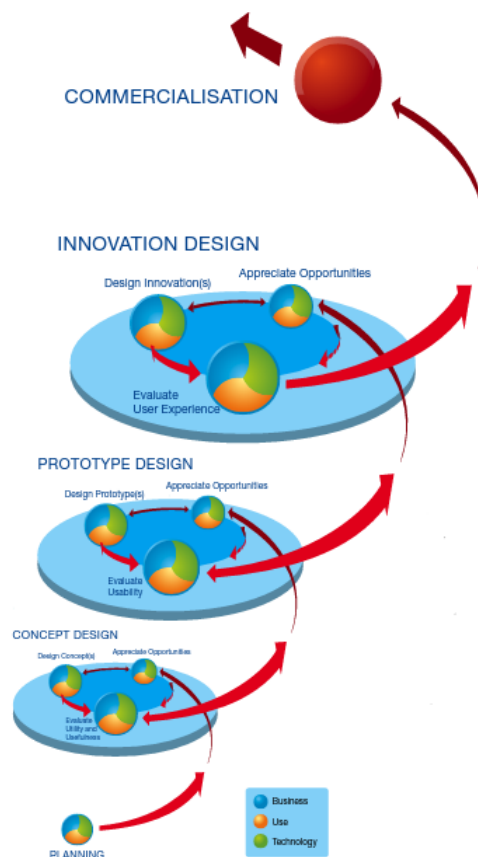 COMMERCIALISATION
INNOVATION DESIGN
Design Innovation(s)
Appreciate Opportunities
Evaluate
User Experience
PROTOTYPE DESIGN
Design Prototype(s)
Appreciate Opportunities
Evaluate
Usability
CONCEPT DESIGN
Design Concept(s)
Appreciate Opportunities
Evaluate
Utility and
Usefulness
PLANNING
Business
Use
Technology